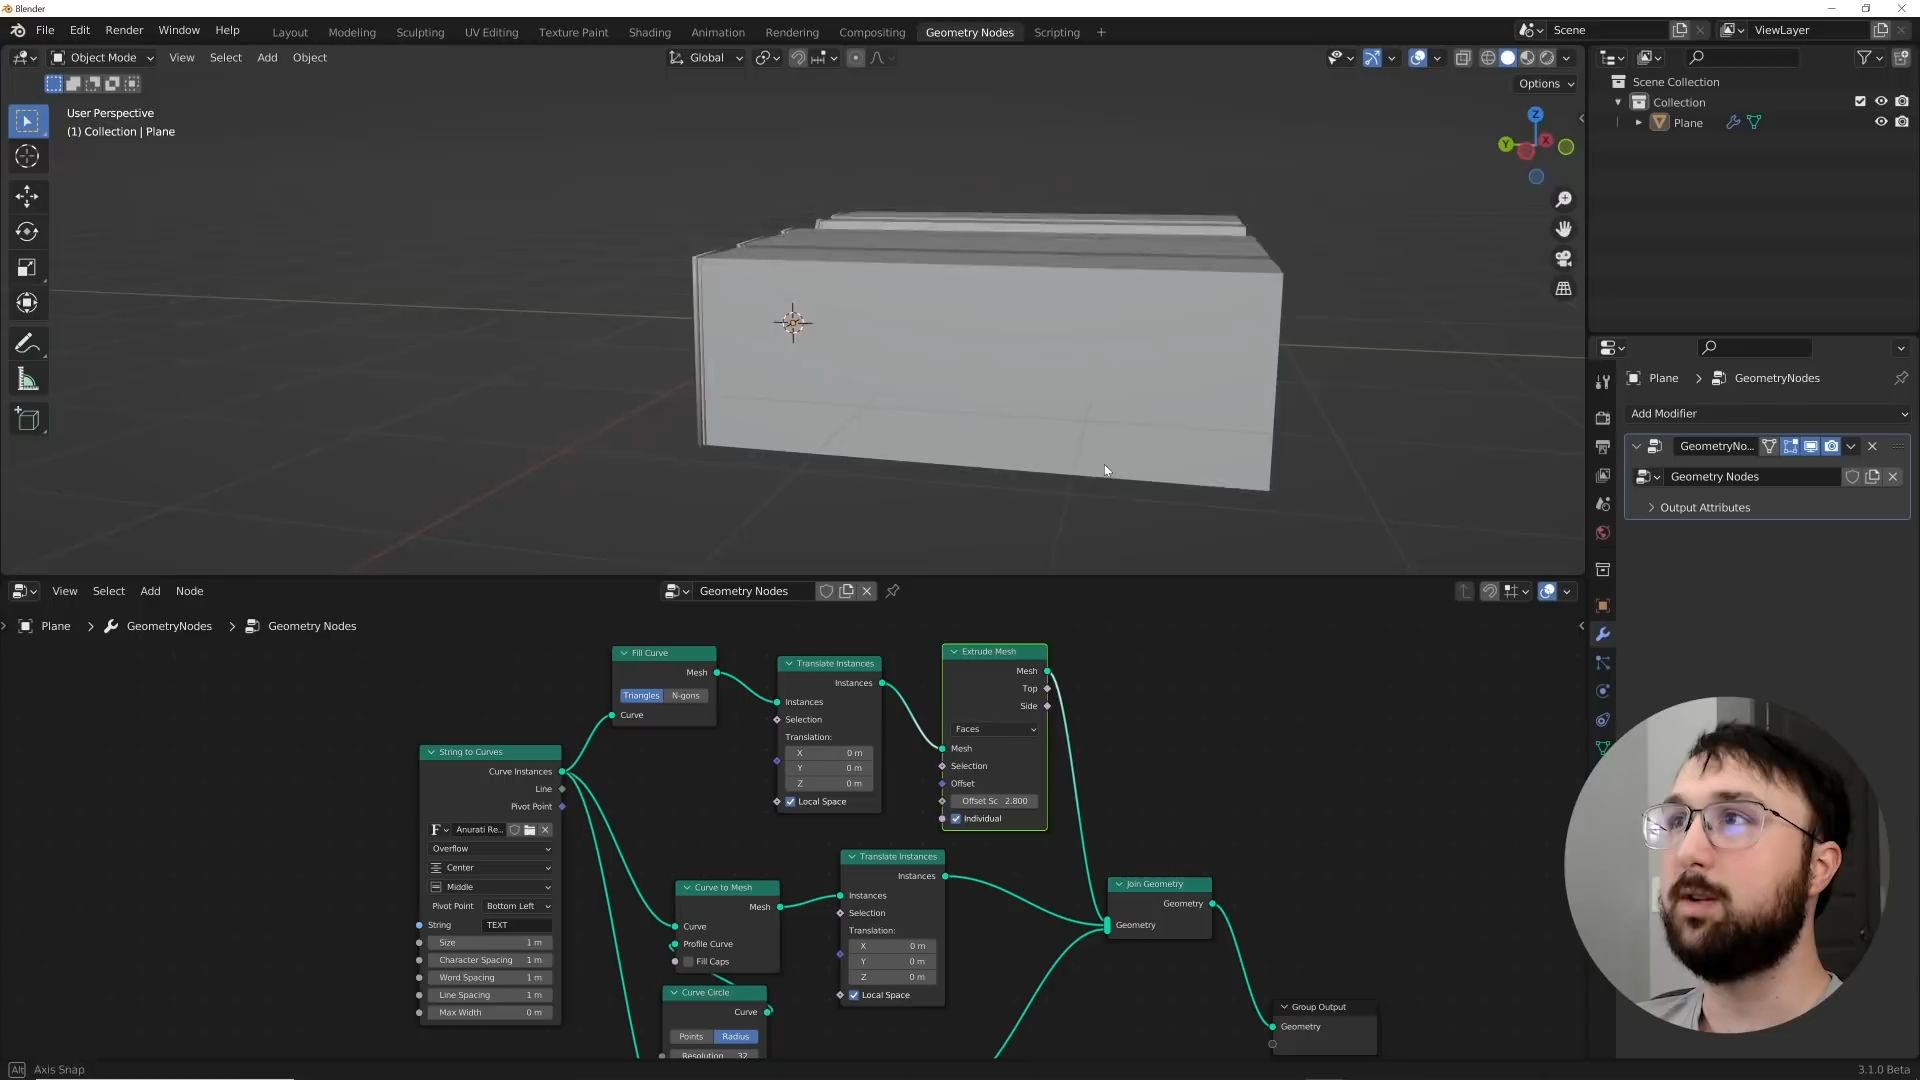 Blender
File Edit Render Window Help
Layout Modeling Sculpting UV Editing Texture Paint Shading Animation Rendering Compositing Geometry Nodes Scripting +
Scene
ViewLayer
Object Mode View Select Add Object
Global
Options
User Perspective
(1) Collection | Plane
Z
Y
X
Scene Collection
Collection
Plane
Plane > GeometryNodes
Add Modifier
GeometryNo...
Geometry Nodes
> Output Attributes
View Select Add Node
Geometry Nodes
> Plane > GeometryNodes > Geometry Nodes
Fill Curve
Mesh
Triangles N-gons
Curve
Translate Instances
Instances
Instances
Selection
Translation:
X 0 m
Y 0 m
Z 0 m
Local Space
Extrude Mesh
Mesh
Top
Side
Faces
Mesh
Selection
Offset
Offset Sc 2.800
Individual
String to Curves
Curve Instances
Line
Pivot Point
F Anurati Re...
Overflow
Center
Middle
Pivot Point Bottom Left
String TEXT
Size 1 m
Character Spacing 1 m
Word Spacing 1 m
Line Spacing 1 m
Max Width 0 m
Curve to Mesh
Mesh
Curve
Profile Curve
Fill Caps
Translate Instances
Instances
Instances
Selection
Translation:
X 0 m
Y 0 m
Z 0 m
Local Space
Curve Circle
Curve
Points Radius
Resolution 32
Join Geometry
Geometry
Geometry
Group Output
Geometry
Alt Axis Snap
3.1.0 Beta